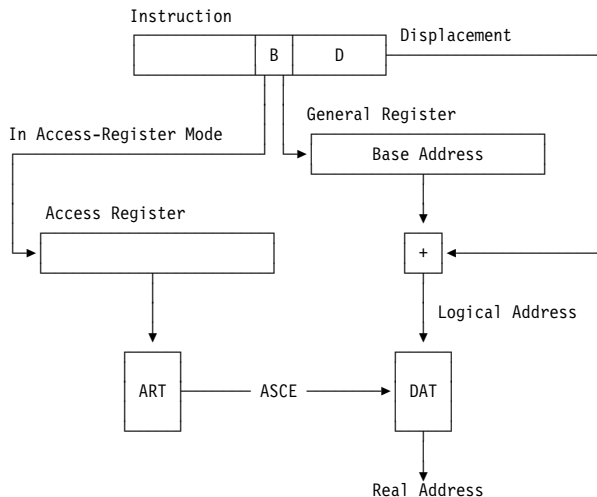 Instruction
Displacement
B
D
General Register
In Access-Register Mode
Base Address
Access Register
+
Logical Address
ART
ASCE
DAT
Real Address